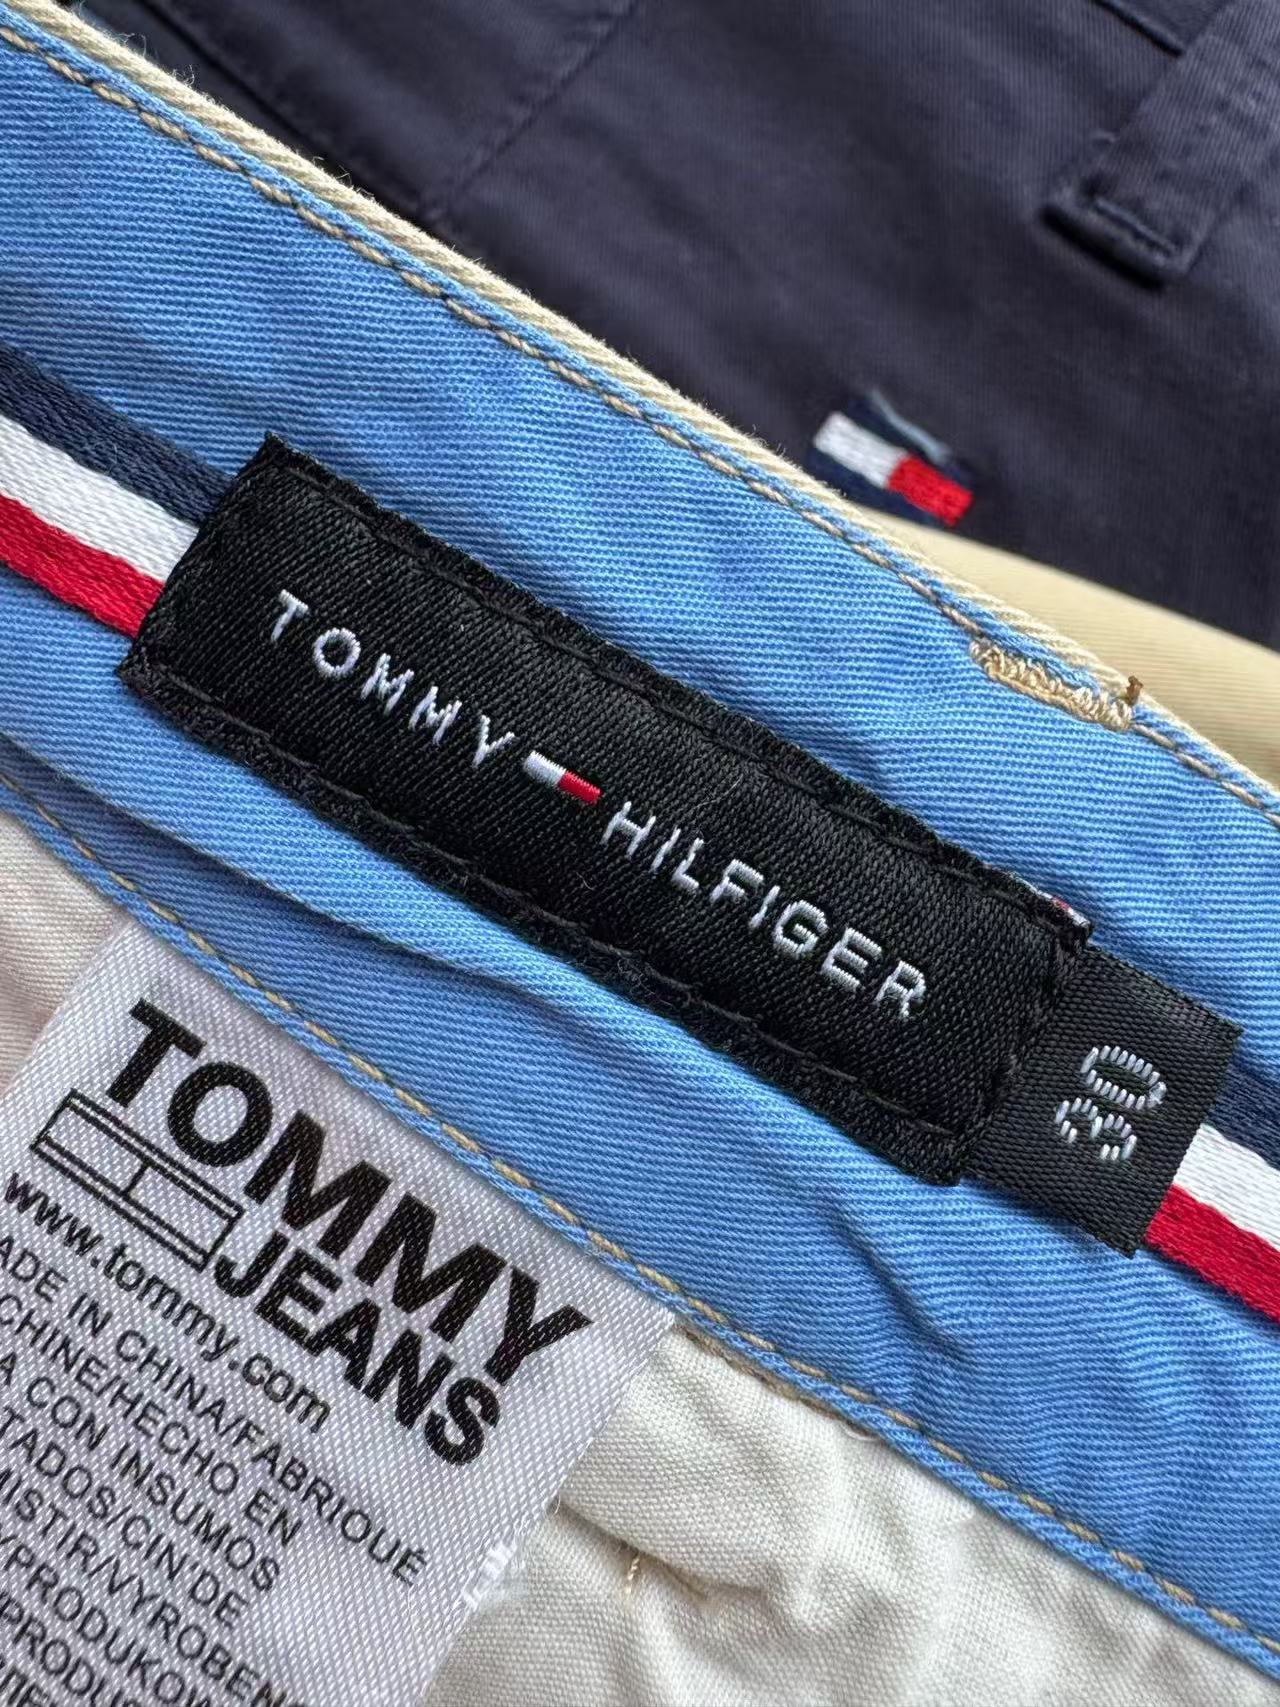 TOMMY HILFIGER
30
TOMMY
JEANS
www.tommy.com
ADE IN CHINA/FABRIQUÉ
CHINE/HECHO EN
A CON INSUMOS
TADOS/CIN'DE
MISTIR/VYROBEN